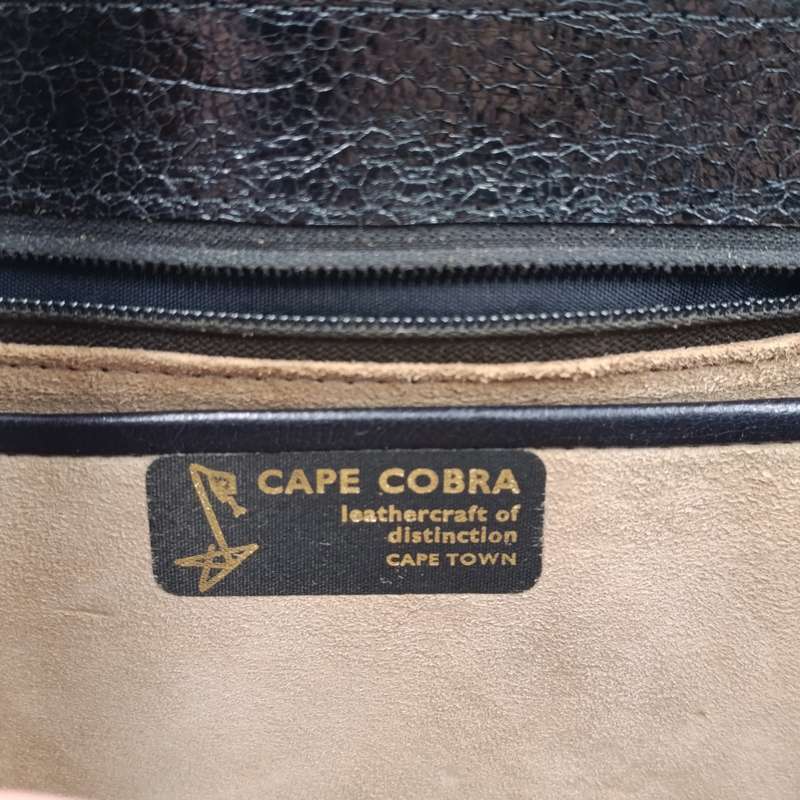 CAPE COBRA
leathercraft of
distinction
CAPE TOWN